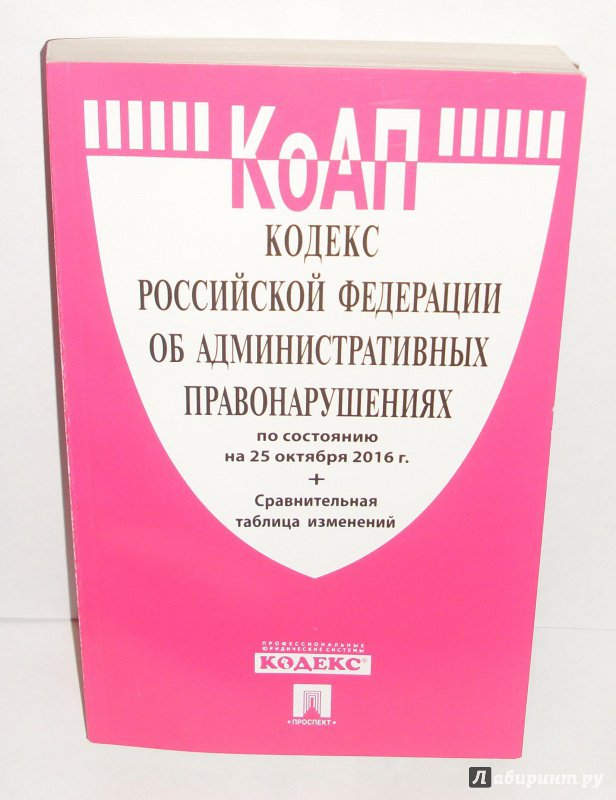 КоАП
КОДЕКС
РОССИЙСКОЙ ФЕДЕРАЦИИ
ОБ АДМИНИСТРАТИВНЫХ
ПРАВОНАРУШЕНИЯХ
по состоянию
на 25 октября 2016 г.
+
Сравнительная
таблица изменений
ПРОФЕССИОНАЛЬНЫЕ
ЮРИДИЧЕСКИЕ СИСТЕМЫ
КОДЕКС®
• ПРОСПЕКТ •
Лабиринт.ру